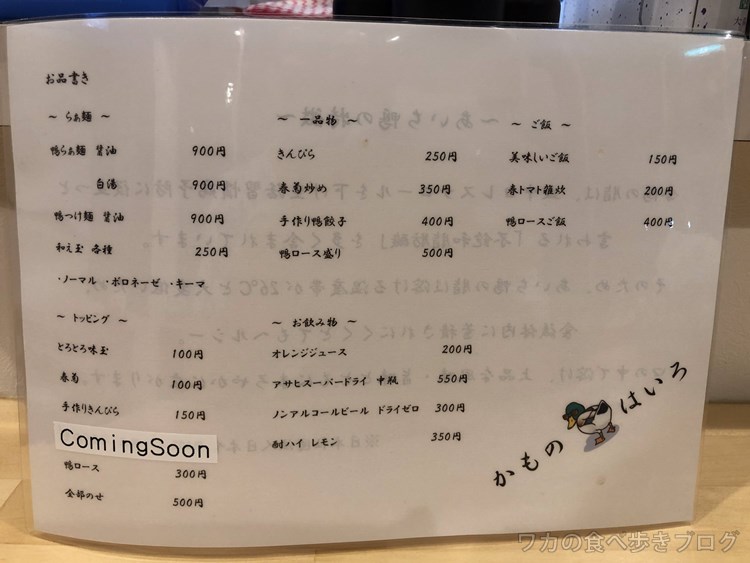 お品書き
～ らぁ麺 ～
鴨らぁ麺 醤油 900円
白湯 900円
鴨つけ麺 醤油 900円
和え玉 各種 250円
・ノーマル ・ボロネーゼ ・キーマ
～ トッピング ～
とろとろ味玉 100円
春菊 100円
手作りきんぴら 150円
ComingSoon
鴨ロース 300円
全部のせ 500円
～ 一品物 ～
きんぴら 250円
春菊炒め 350円
手作り鴨餃子 400円
鴨ロース盛り 500円
～ お飲み物 ～
オレンジジュース 200円
アサヒスーパードライ 中瓶 550円
ノンアルコールビール ドライゼロ 300円
酎ハイ レモン 350円
～ ご飯 ～
美味しいご飯 150円
春トマト雑炊 200円
鴨ロースご飯 400円
かもの はいろ
ワカの食べ歩きブログ